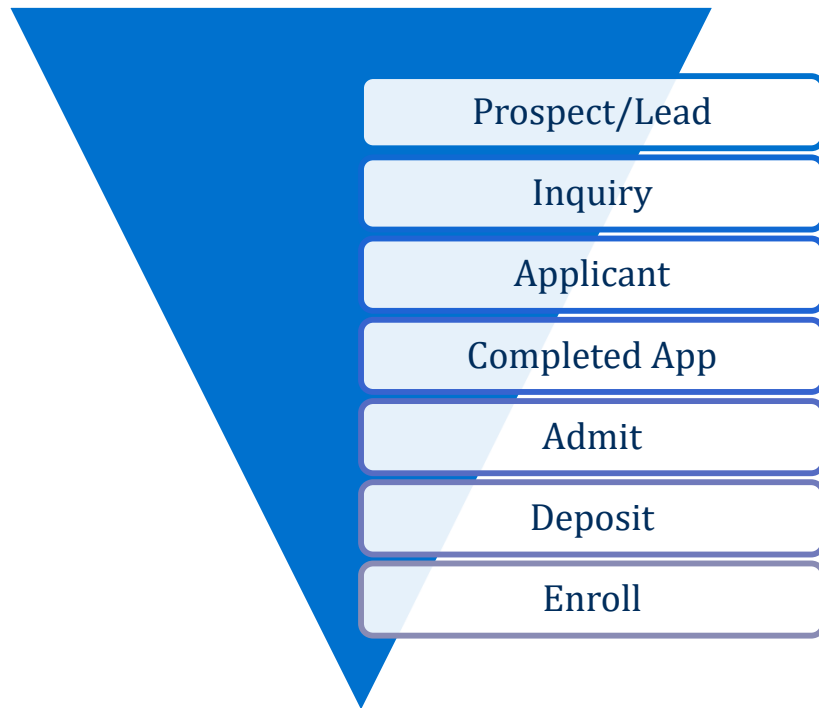 Prospect/Lead
Inquiry
Applicant
Completed App
Admit
Deposit
Enroll